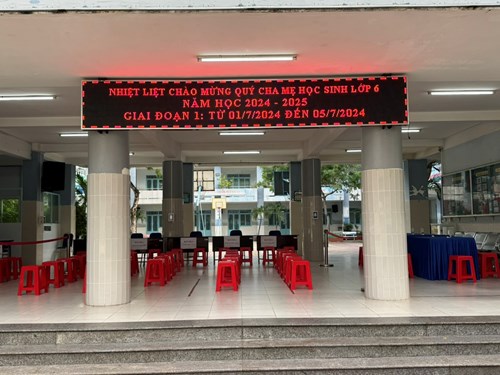 NHIỆT LIỆT CHÀO MỪNG QUÝ CHA MẸ HỌC SINH LỚP 6
NĂM HỌC 2024 - 2025
GIAI ĐOẠN 1: TỪ 01/7/2024 ĐẾN 05/7/2024